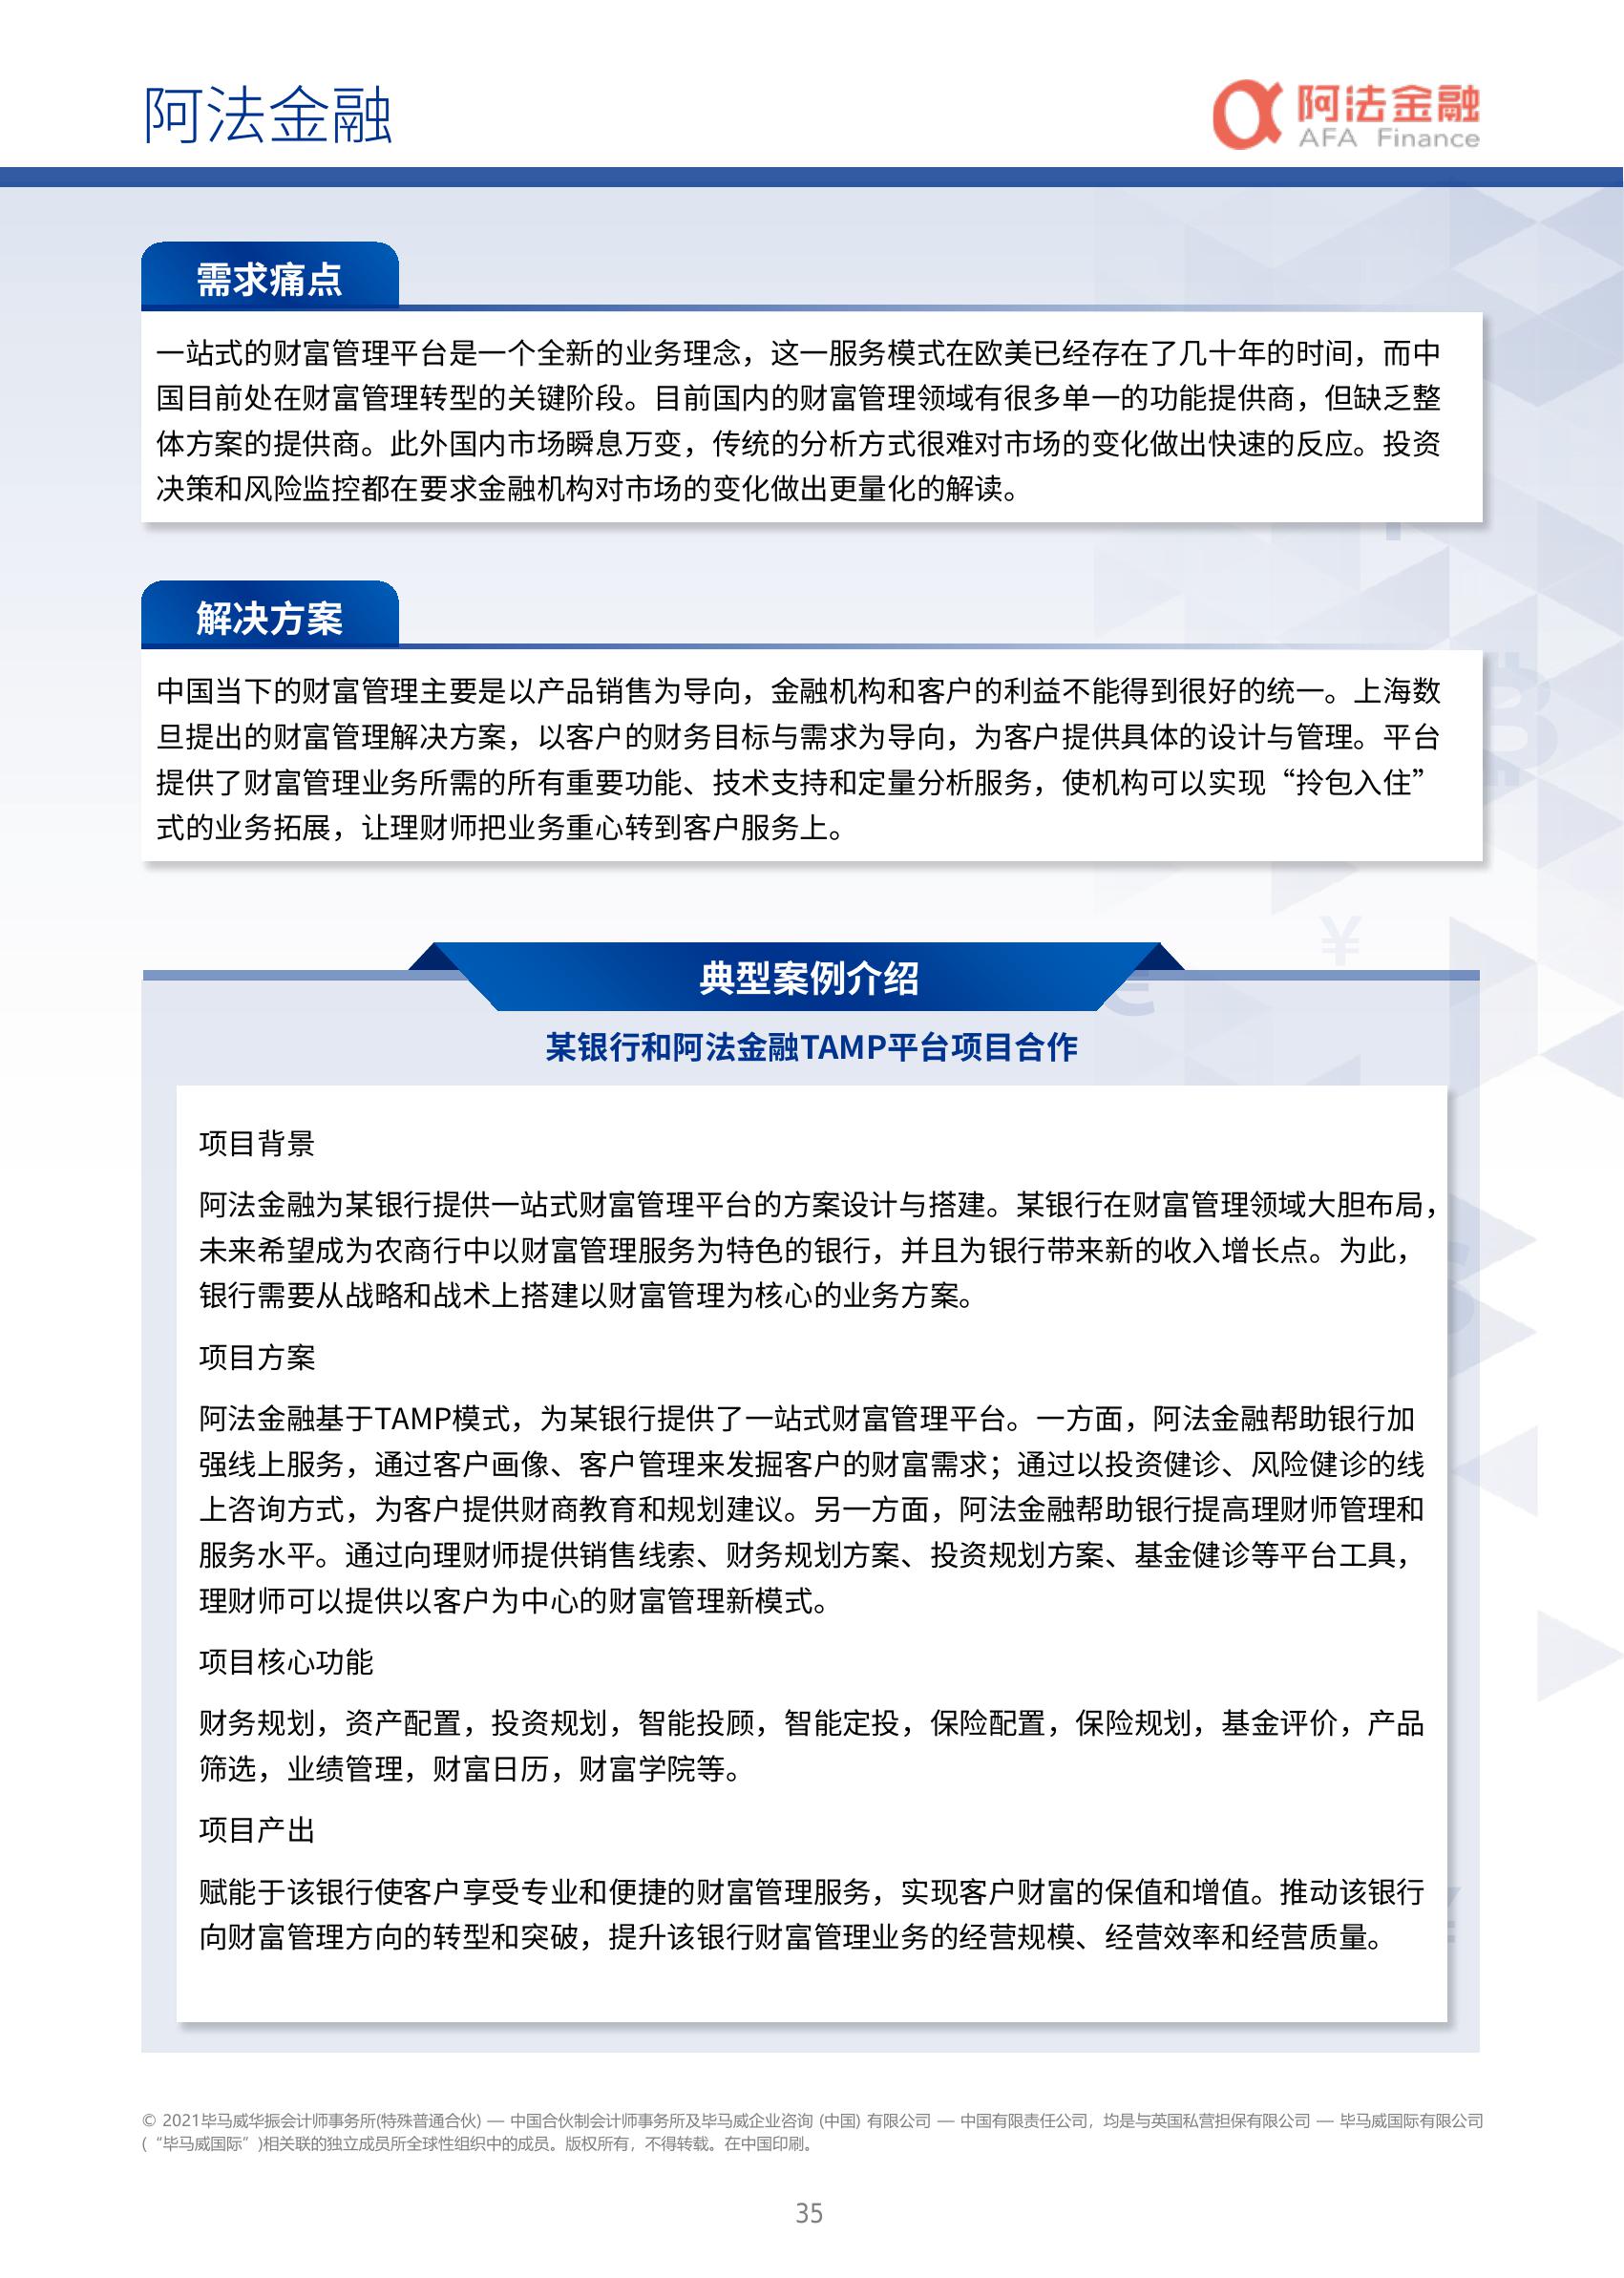 阿法金融
阿法金融
AFA Finance
需求痛点
一站式的财富管理平台是一个全新的业务理念，这一服务模式在欧美已经存在了几十年的时间，而中
国目前处在财富管理转型的关键阶段。目前国内的财富管理领域有很多单一的功能提供商，但缺乏整
体方案的提供商。此外国内市场瞬息万变，传统的分析方式很难对市场的变化做出快速的反应。投资
决策和风险监控都在要求金融机构对市场的变化做出更量化的解读。
解决方案
中国当下的财富管理主要是以产品销售为导向，金融机构和客户的利益不能得到很好的统一。上海数
旦提出的财富管理解决方案，以客户的财务目标与需求为导向，为客户提供具体的设计与管理。平台
提供了财富管理业务所需的所有重要功能、技术支持和定量分析服务，使机构可以实现“拎包入住”
式的业务拓展，让理财师把业务重心转到客户服务上。
典型案例介绍
某银行和阿法金融TAMP平台项目合作
项目背景
阿法金融为某银行提供一站式财富管理平台的方案设计与搭建。某银行在财富管理领域大胆布局，
未来希望成为农商行中以财富管理服务为特色的银行，并且为银行带来新的收入增长点。为此，
银行需要从战略和战术上搭建以财富管理为核心的业务方案。
项目方案
阿法金融基于TAMP模式，为某银行提供了一站式财富管理平台。一方面，阿法金融帮助银行加
强线上服务，通过客户画像、客户管理来发掘客户的财富需求；通过以投资健诊、风险健诊的线
上咨询方式，为客户提供财商教育和规划建议。另一方面，阿法金融帮助银行提高理财师管理和
服务水平。通过向理财师提供销售线索、财务规划方案、投资规划方案、基金健诊等平台工具，
理财师可以提供以客户为中心的财富管理新模式。
项目核心功能
财务规划，资产配置，投资规划，智能投顾，智能定投，保险配置，保险规划，基金评价，产品
筛选，业绩管理，财富日历，财富学院等。
项目产出
赋能于该银行使客户享受专业和便捷的财富管理服务，实现客户财富的保值和增值。推动该银行
向财富管理方向的转型和突破，提升该银行财富管理业务的经营规模、经营效率和经营质量。
© 2021毕马威华振会计师事务所(特殊普通合伙) — 中国合伙制会计师事务所及毕马威企业咨询 (中国) 有限公司 — 中国有限责任公司，均是与英国私营担保有限公司 — 毕马威国际有限公司
(“毕马威国际”)相关联的独立成员所全球性组织中的成员。版权所有，不得转载。在中国印刷。
35